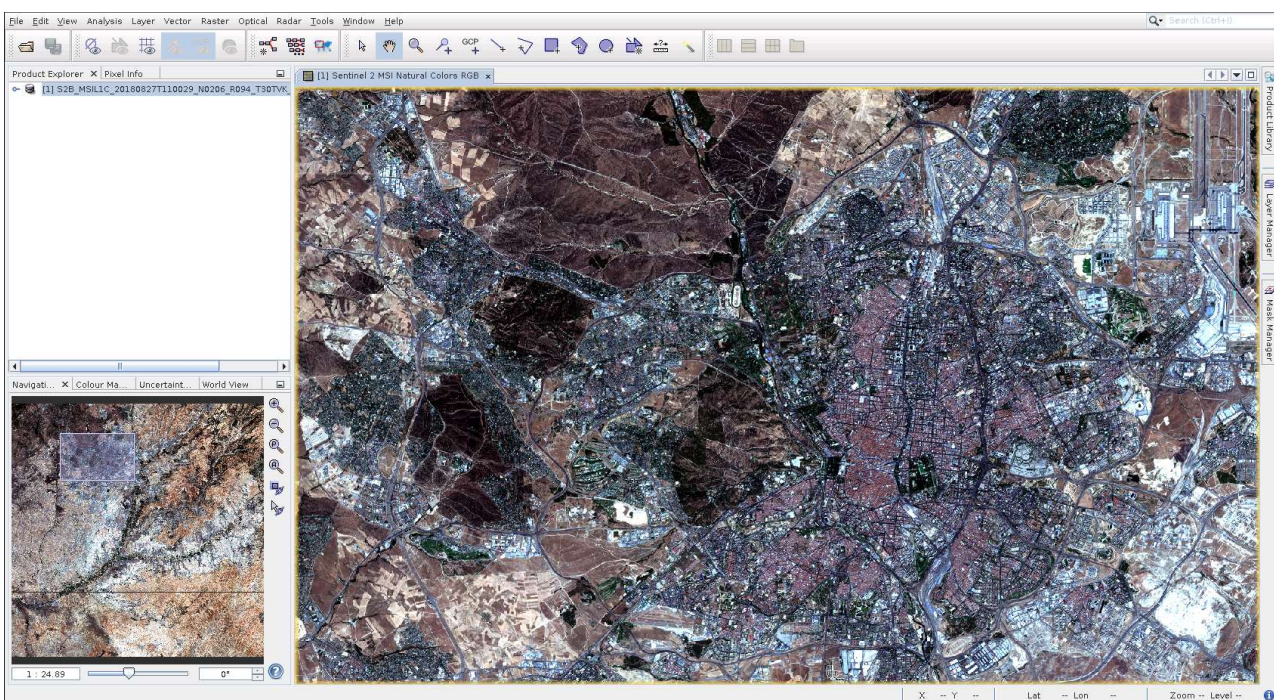 File Edit View Analysis Layer Vector Raster Optical Radar Tools Window Help
Search (Ctrl+I)
GCP
Product Explorer × Pixel Info
[1] Sentinel 2 MSI Natural Colors RGB ×
[1] S2B_MSIL1C_20180827T110029_N0206_R094_T30TVK
Product Library
Layer Manager
Mask Manager
Navigati... × Colour Ma... Uncertaint... World View
1 : 24.89
0°
X -- Y -- Lat -- Lon -- Zoom -- Level --